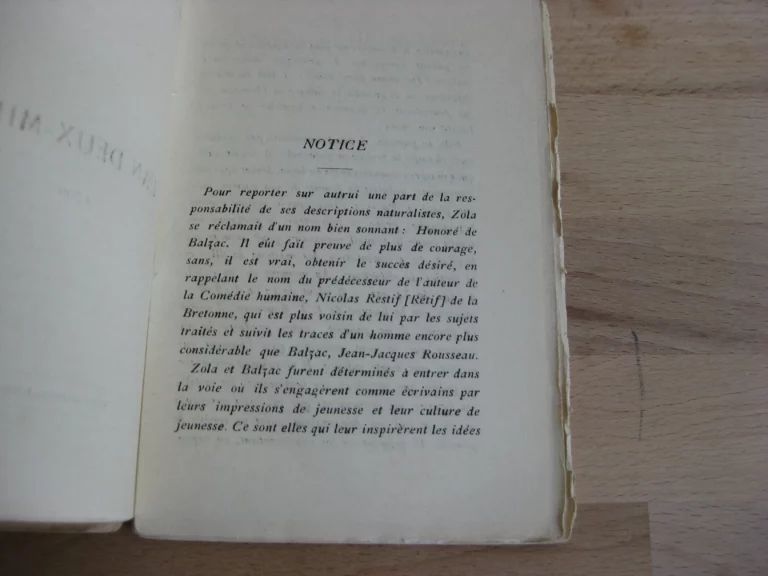 NOTICE
Pour reporter sur autrui une part de la res-
ponsabilité de ses descriptions naturalistes, Zola
se réclamait d'un nom bien sonnant : Honoré de
Balzac. Il eût fait preuve de plus de courage,
sans, il est vrai, obtenir le succès désiré, en
rappelant le nom du prédécesseur de l'auteur de
la Comédie humaine, Nicolas Restif [Rétif] de la
Bretonne, qui est plus voisin de lui par les sujets
traités et suivit les traces d'un homme encore plus
considérable que Balzac, Jean-Jacques Rousseau.
Zola et Balzac furent déterminés à entrer dans
la voie où ils s'engagèrent comme écrivains par
leurs impressions de jeunesse et leur culture de
jeunesse. Ce sont elles qui leur inspirèrent les idées